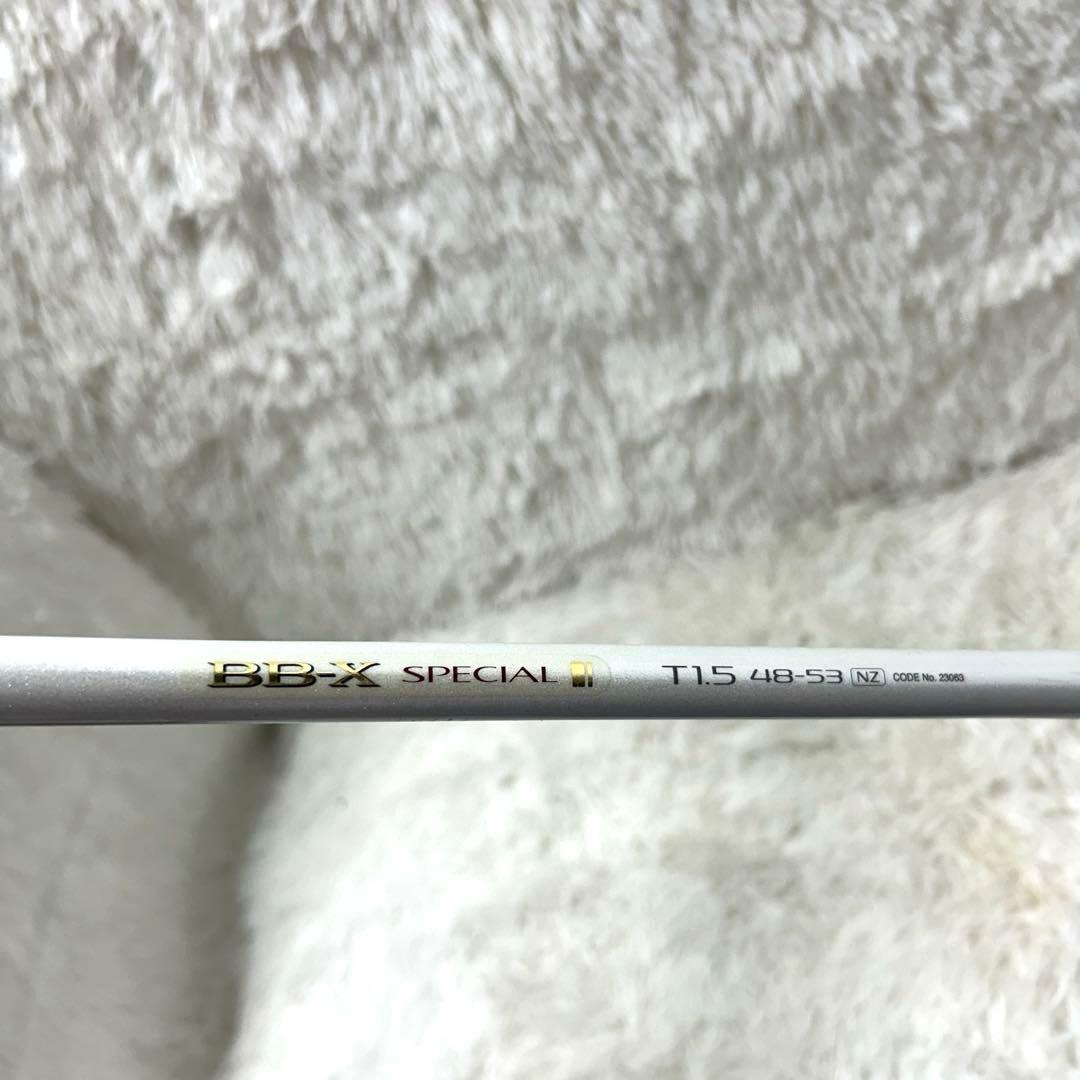 BB-X SPECIAL II T1.5 48-53 NZ CODE No. 23063